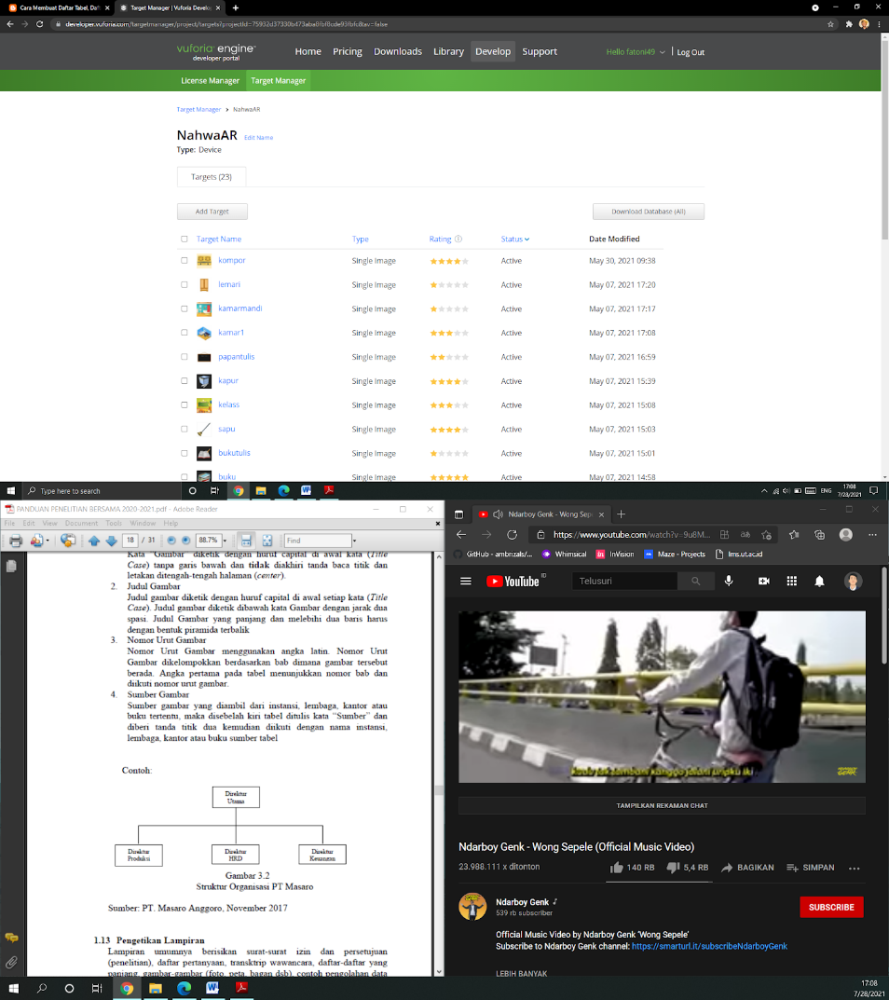 Cara Membuat Daftar Tabel, Daft
Target Manager | Vuforia Develo
developer.vuforia.com/targetmanager/project/targets?projectId=75932d37330b473aba8fbf8cde93fbfc&av=false
vuforia engine
developer portal
Home Pricing Downloads Library Develop Support
Hello fatoni49 | Log Out
License Manager Target Manager
Target Manager > NahwaAR
NahwaAR Edit Name
Type: Device
Targets (23)
Add Target Download Database (All)
Target Name Type Rating Status Date Modified
kompor Single Image Active May 30, 2021 09:38
lemari Single Image Active May 07, 2021 17:20
kamarmandi Single Image Active May 07, 2021 17:17
kamar1 Single Image Active May 07, 2021 17:08
papantulis Single Image Active May 07, 2021 16:59
kapur Single Image Active May 07, 2021 15:39
kelass Single Image Active May 07, 2021 15:08
sapu Single Image Active May 07, 2021 15:03
bukutulis Single Image Active May 07, 2021 15:01
buku Single Image Active May 07, 2021 14:58
Type here to search
ENG
17:08
7/28/2021
PANDUAN PENELITIAN BERSAMA 2020-2021.pdf - Adobe Reader
File Edit View Document Tools Window Help
18 / 31 88.7% Find
Kata Gambar diketik dengan huruf capital di awal kata (Title
Case) tanpa garis bawah dan tidak diakhiri tanda baca titik dan
letakan ditengah-tengah halaman (center).
2. Judul Gambar
Judul gambar diketik dengan huruf capital di awal setiap kata (Title
Case). Judul gambar diketik dibawah kata Gambar dengan jarak dua
spasi. Judul Gambar yang panjang dan melebihi dua baris harus
dengan bentuk piramida terbalik
3. Nomor Urut Gambar
Nomor Urut Gambar menggunakan angka latin. Nomor Urut
Gambar dikelompokkan berdasarkan bab dimana gambar tersebut
berada. Angka pertama pada tabel menunjukkan nomor bab dan
diikuti nomor urut gambar.
4. Sumber Gambar
Sumber gambar yang diambil dari instansi, lembaga, kantor atau
buku tertentu, maka disebelah kiri tabel ditulis kata "Sumber" dan
diberi tanda titik dua kemudian diikuti dengan nama instansi,
lembaga, kantor atau buku sumber tabel
Contoh:
Direktur
Utama
Direktur
Produksi
Direktur
HRD
Direktur
Keuangan
Gambar 3.2
Struktur Organisasi PT Masaro
Sumber: PT. Masaro Anggoro, November 2017
1.13 Pengetikan Lampiran
Lampiran umumnya berisikan surat-surat izin dan persetujuan
(penelitian), daftar pertanyaan, transktrip wawancara, daftar-daftar yang
panjang, gambar-gambar (foto, peta, bagan dsb), contoh pengolahan data
Ndarboy Genk - Wong Sep
https://www.youtube.com/watch?v=9u8M...
GitHub - ambrizals/... Whimsical InVision Maze - Projects lms.ut.ac.id
YouTube ID
Telusuri
kudu tak lambani kanggo jalani uripku iki
NDARBOY
GENK
TAMPILKAN REKAMAN CHAT
Ndarboy Genk - Wong Sepele (Official Music Video)
23.988.111 x ditonton 140 RB 5,4 RB BAGIKAN SIMPAN
Ndarboy Genk
539 rb subscriber
SUBSCRIBE
Official Music Video by Ndarboy Genk 'Wong Sepele'
Subscribe to Ndarboy Genk channel: https://smarturl.it/subscribeNdarboyGenk
LEBIH BANYAK
17:08
7/28/2021